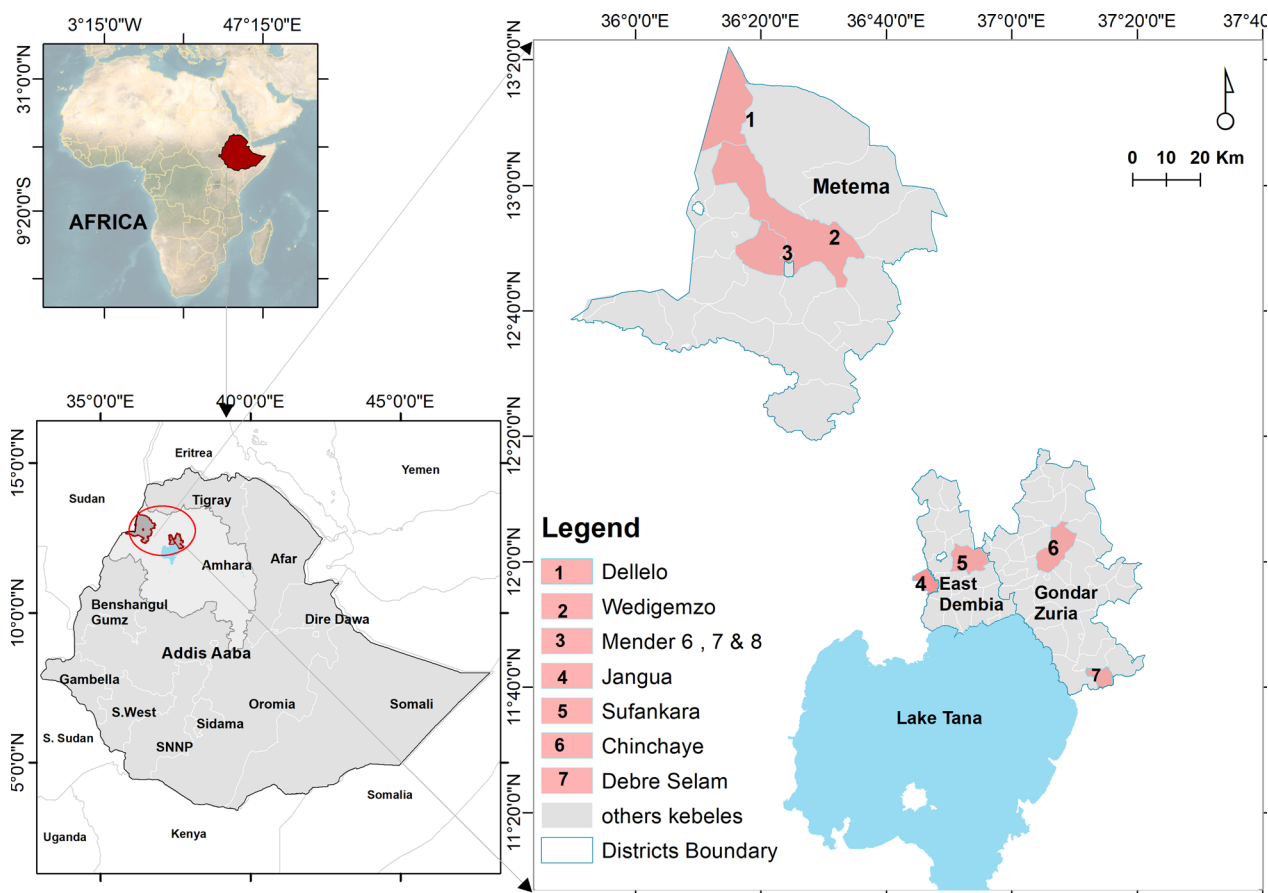 3°15'0"W
47°15'0"E
31°0'0"N
9°20'0"S
AFRICA
35°0'0"E
40°0'0"E
45°0'0"E
15°0'0"N
10°0'0"N
5°0'0"N
Eritrea
Yemen
Sudan
Tigray
Afar
Amhara
Benshangul
Gumz
Dire Dawa
Addis Aaba
Gambella
Oromia
Somali
S.West
Sidama
S. Sudan
SNNP
Somalia
Uganda
Kenya
36°0'0"E
36°20'0"E
36°40'0"E
37°0'0"E
37°20'0"E
37°40
13°20'0"N
13°0'0"N
12°40'0"N
12°20'0"N
12°0'0"N
11°40'0"N
11°20'0"N
0 10 20 Km
1
Metema
2
3
6
5
4
East
Dembia
Gondar
Zuria
7
Lake Tana
Legend
1 Dellelo
2 Wedigemzo
3 Mender 6 , 7 & 8
4 Jangua
5 Sufankara
6 Chinchaye
7 Debre Selam
others kebeles
Districts Boundary